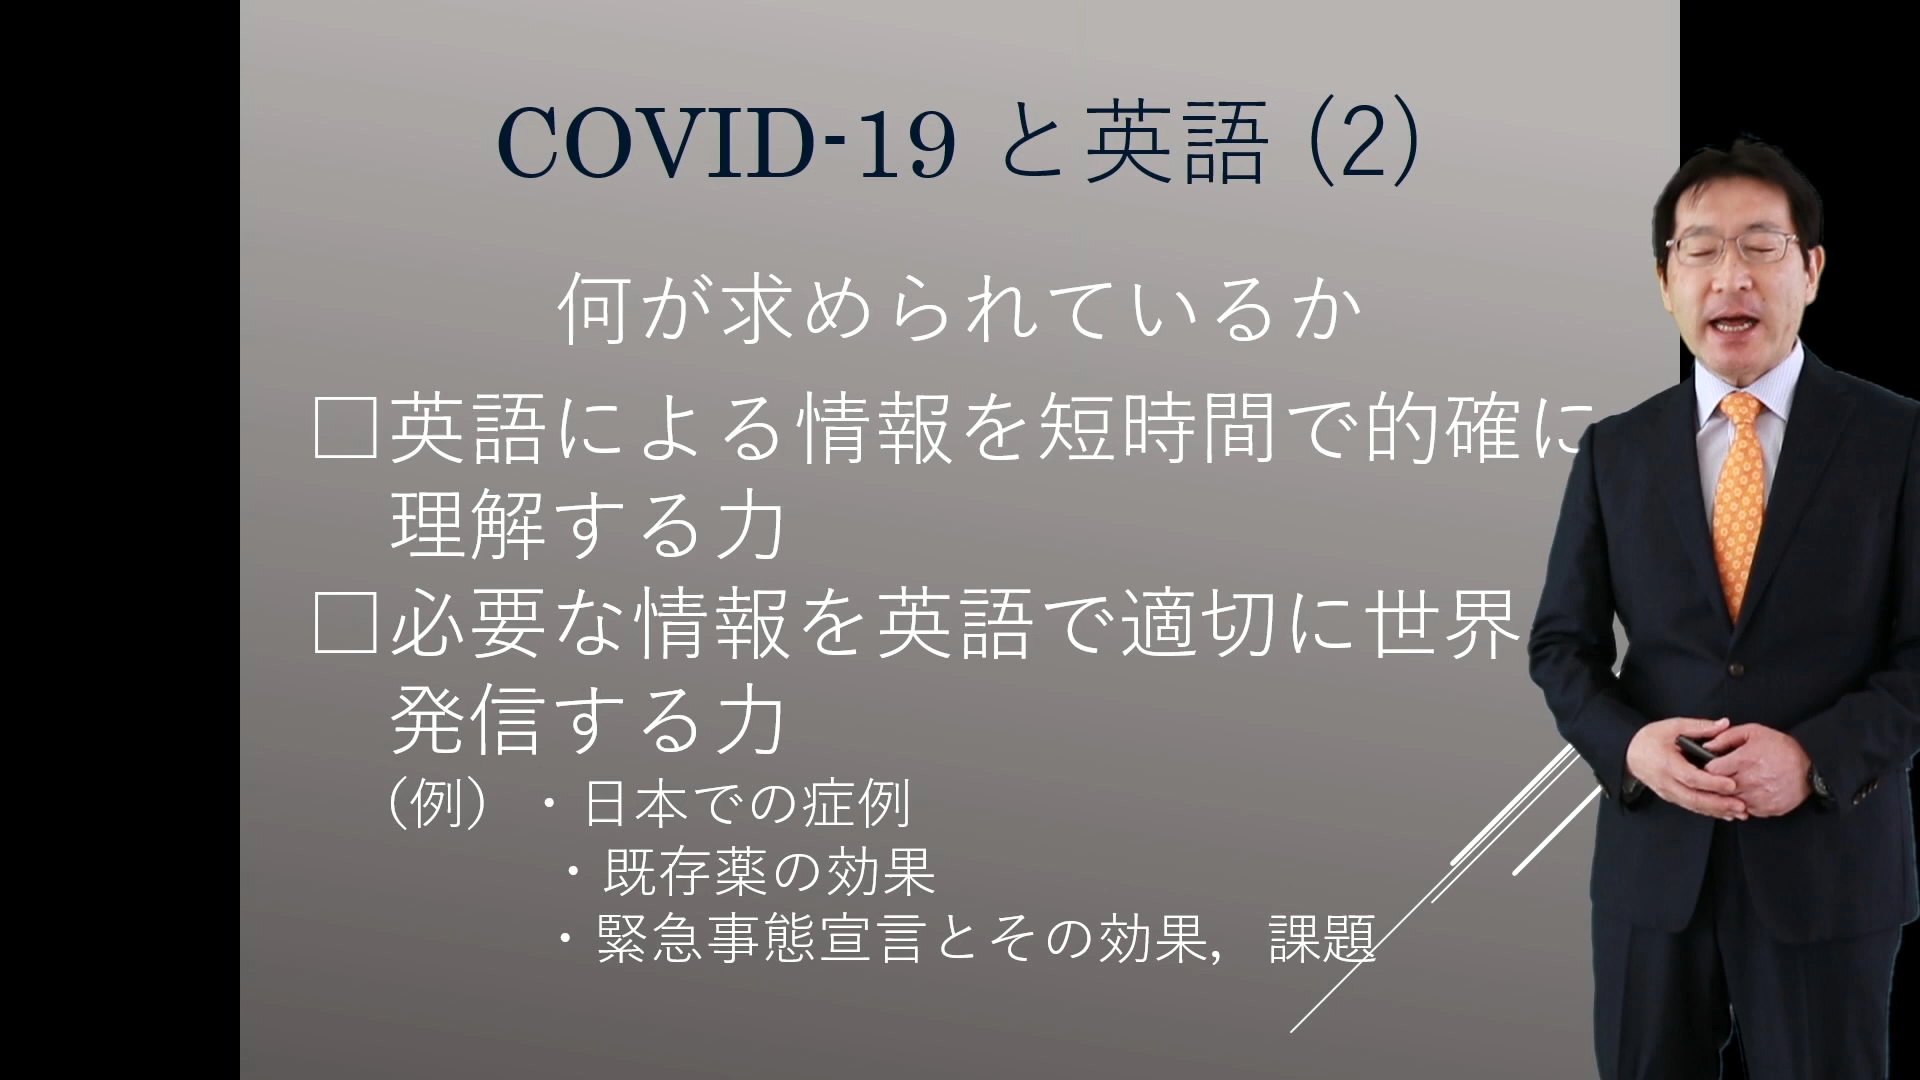 COVID-19 と英語 (2)
何が求められているか
□英語による情報を短時間で的確に
理解する力
□必要な情報を英語で適切に世界
発信する力
（例）・日本での症例
・既存薬の効果
・緊急事態宣言とその効果，課題